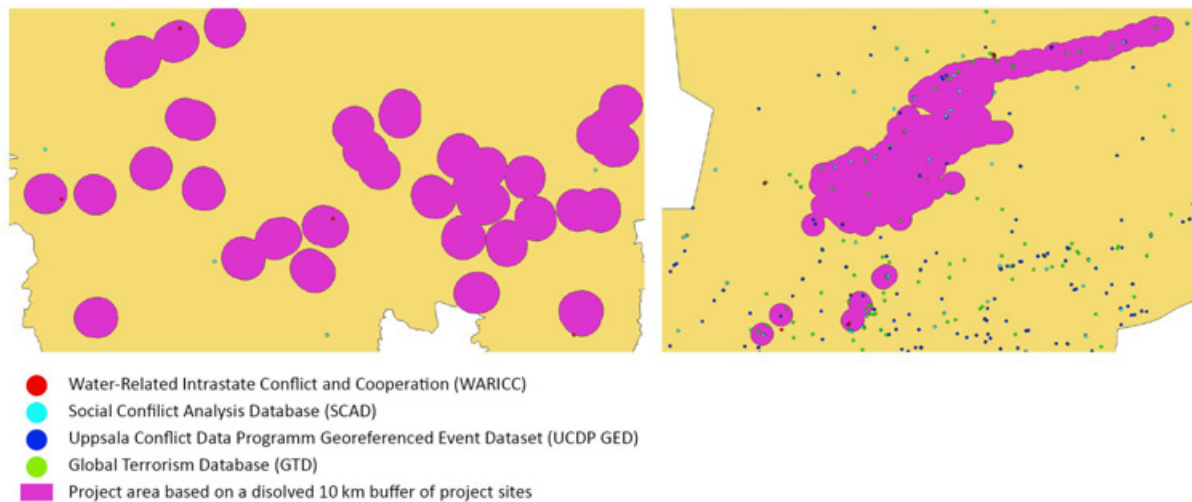 Water-Related Intrastate Conflict and Cooperation (WARICC)
Social Confilict Analysis Database (SCAD)
Uppsala Conflict Data Programm Georeferenced Event Dataset (UCDP GED)
Global Terrorism Database (GTD)
Project area based on a disolved 10 km buffer of project sites